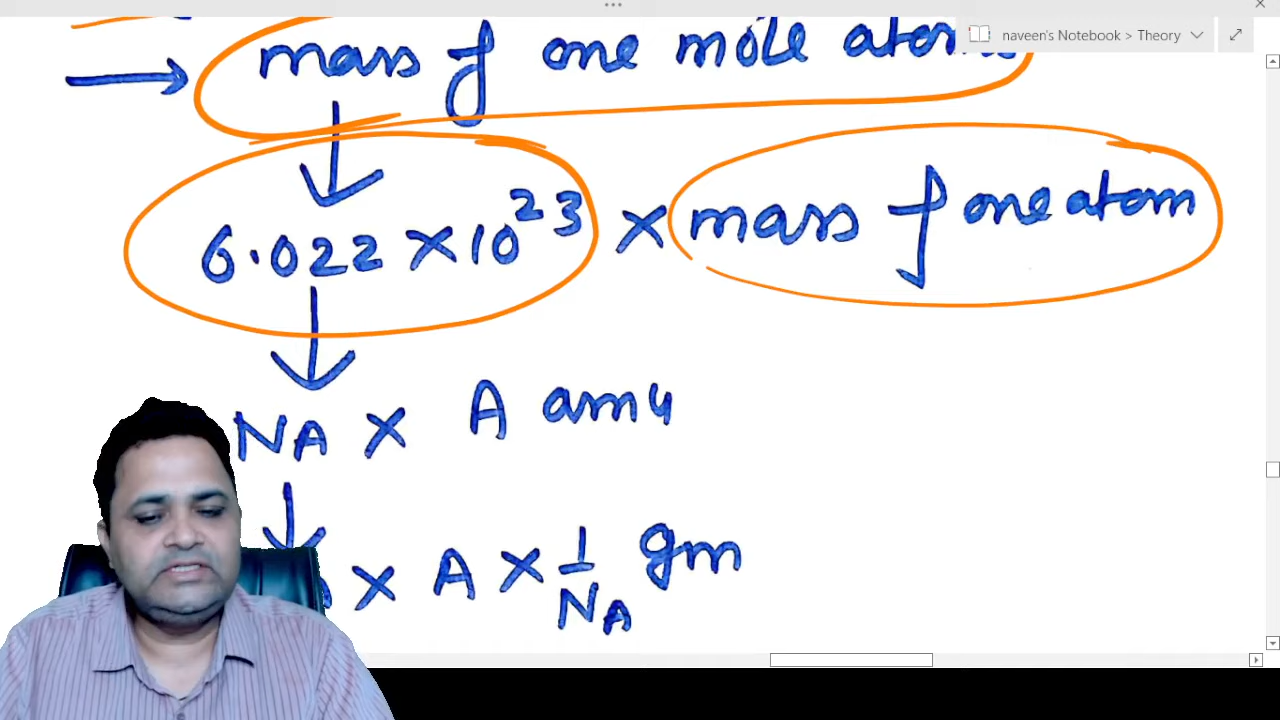 naveen's Notebook > Theory
mass of one mole atoms
6.022 × 10²³ × mass of one atom
NA × A amu
× A × 1/NA gm